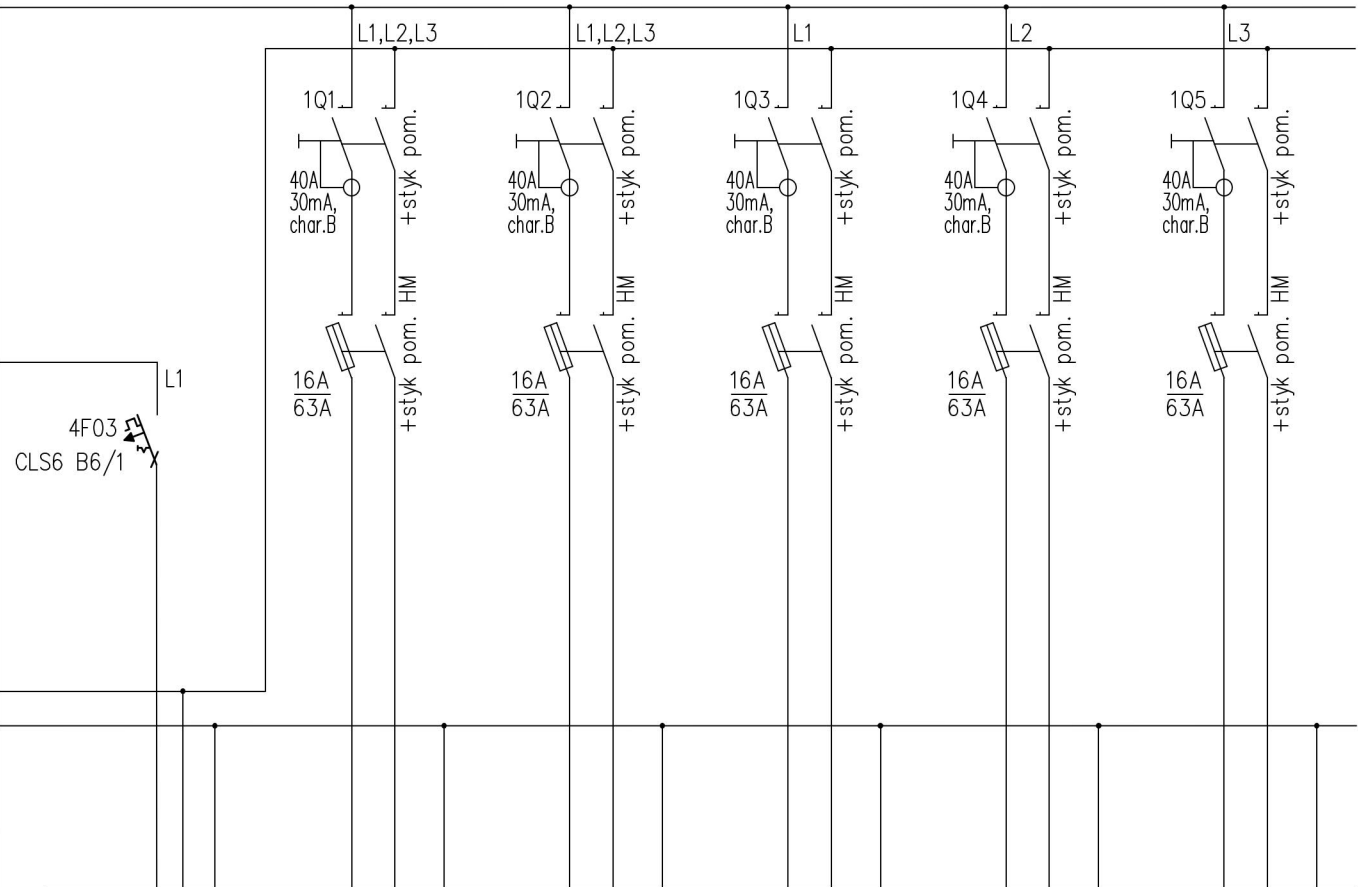 L1,L2,L3
L1,L2,L3
L1
L2
L3
1Q1
40A
30mA,
char.B
+styk pom.
16A
63A
+styk pom. HM
1Q2
40A
30mA,
char.B
+styk pom.
16A
63A
+styk pom. HM
1Q3
40A
30mA,
char.B
+styk pom.
16A
63A
+styk pom. HM
1Q4
40A
30mA,
char.B
+styk pom.
16A
63A
+styk pom. HM
1Q5
40A
30mA,
char.B
+styk pom.
16A
63A
+styk pom. HM
L1
4F03
CLS6 B6/1